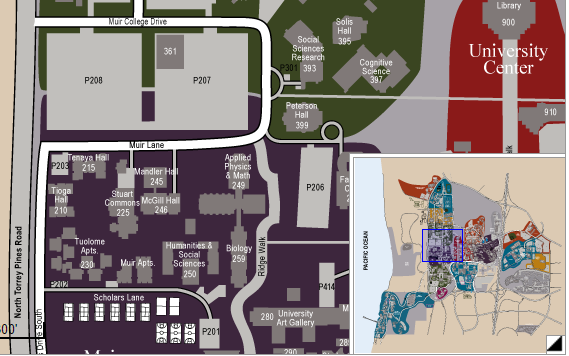 Muir College Drive
Library
900
Solis
Hall
395
361
Social
Sciences
Research
393
University
Center
P208
P207
P301
Cognitive
Science
397
Peterson
Hall
399
910
Muir Lane
P203
Tenaya Hall
215
Mandler Hall
245
Applied
Physics
& Math
249
P206
Tioga
Hall
210
Stuart
Commons
225
McGill Hall
246
Tuolome
Apts.
230
Muir Apts.
Humanities &
Social
Sciences
250
Biology
259
Ridge Walk
North Torrey Pines Road
PACIFIC OCEAN
P202
Scholars Lane
P414
280
University
Art Gallery
P201
Drive South
290
Muir